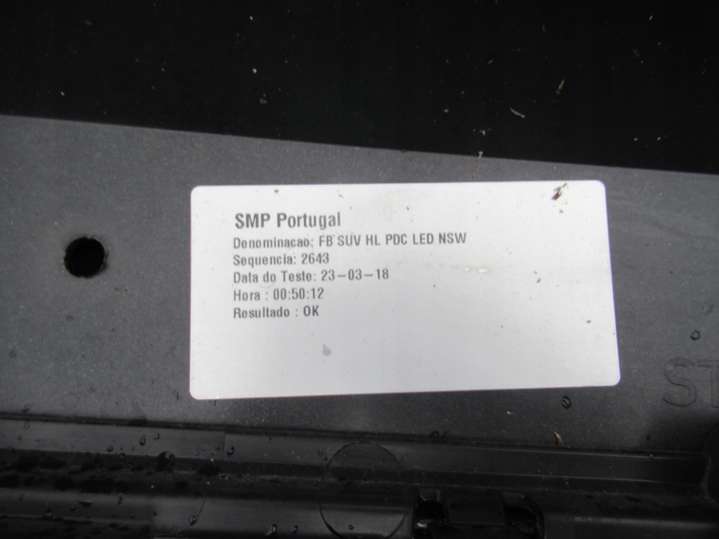 SMP Portugal
Denominacao: FB SUV HL PDC LED NSW
Sequencia: 2643
Data do Teste: 23-03-18
Hora : 00:50:12
Resultado : OK
ST